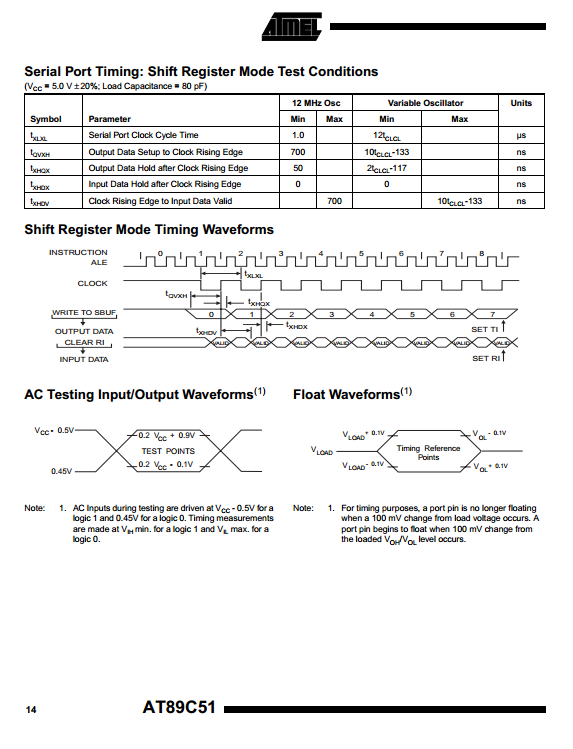 ATMEL
Serial Port Timing: Shift Register Mode Test Conditions
(VCC = 5.0 V ±20%; Load Capacitance = 80 pF)
12 MHz Osc Variable Oscillator Units
Symbol Parameter Min Max Min Max
tXLXL Serial Port Clock Cycle Time 1.0 12tCLCL µs
tQVXH Output Data Setup to Clock Rising Edge 700 10tCLCL-133 ns
tXHQX Output Data Hold after Clock Rising Edge 50 2tCLCL-117 ns
tXHDX Input Data Hold after Clock Rising Edge 0 0 ns
tXHDV Clock Rising Edge to Input Data Valid 700 10tCLCL-133 ns
Shift Register Mode Timing Waveforms
INSTRUCTION 0 1 2 3 4 5 6 7 8
ALE
tXLXL
CLOCK
tQVXH
tXHQX
WRITE TO SBUF 0 1 2 3 4 5 6 7
tXHDV tXHDX SET TI
OUTPUT DATA
CLEAR RI VALID VALID VALID VALID VALID VALID VALID VALID
SET RI
INPUT DATA
AC Testing Input/Output Waveforms(1)
VCC - 0.5V
0.2 VCC + 0.9V
TEST POINTS
0.2 VCC - 0.1V
0.45V
Note: 1. AC Inputs during testing are driven at VCC - 0.5V for a
logic 1 and 0.45V for a logic 0. Timing measurements
are made at VIH min. for a logic 1 and VIL max. for a
logic 0.
Float Waveforms(1)
VLOAD + 0.1V VOL - 0.1V
VLOAD Timing Reference
Points
VLOAD - 0.1V VOL + 0.1V
Note: 1. For timing purposes, a port pin is no longer floating
when a 100 mV change from load voltage occurs. A
port pin begins to float when 100 mV change from
the loaded VOH/VOL level occurs.
14 AT89C51